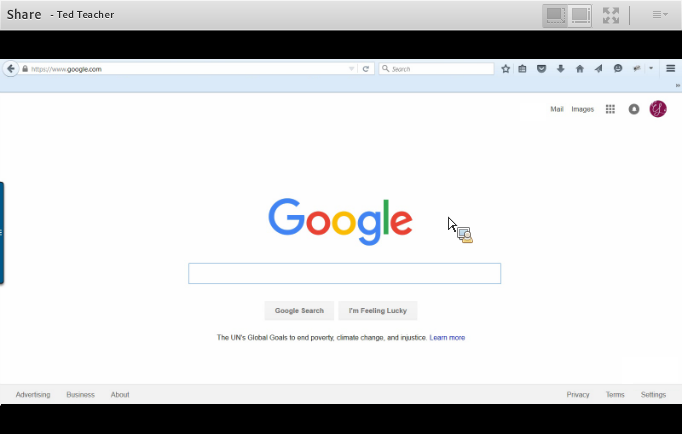 Share - Ted Teacher
https://www.google.com
Search
Mail Images
Google
Google Search I'm Feeling Lucky
The UN's Global Goals to end poverty, climate change, and injustice. Learn more
Advertising Business About Privacy Terms Settings